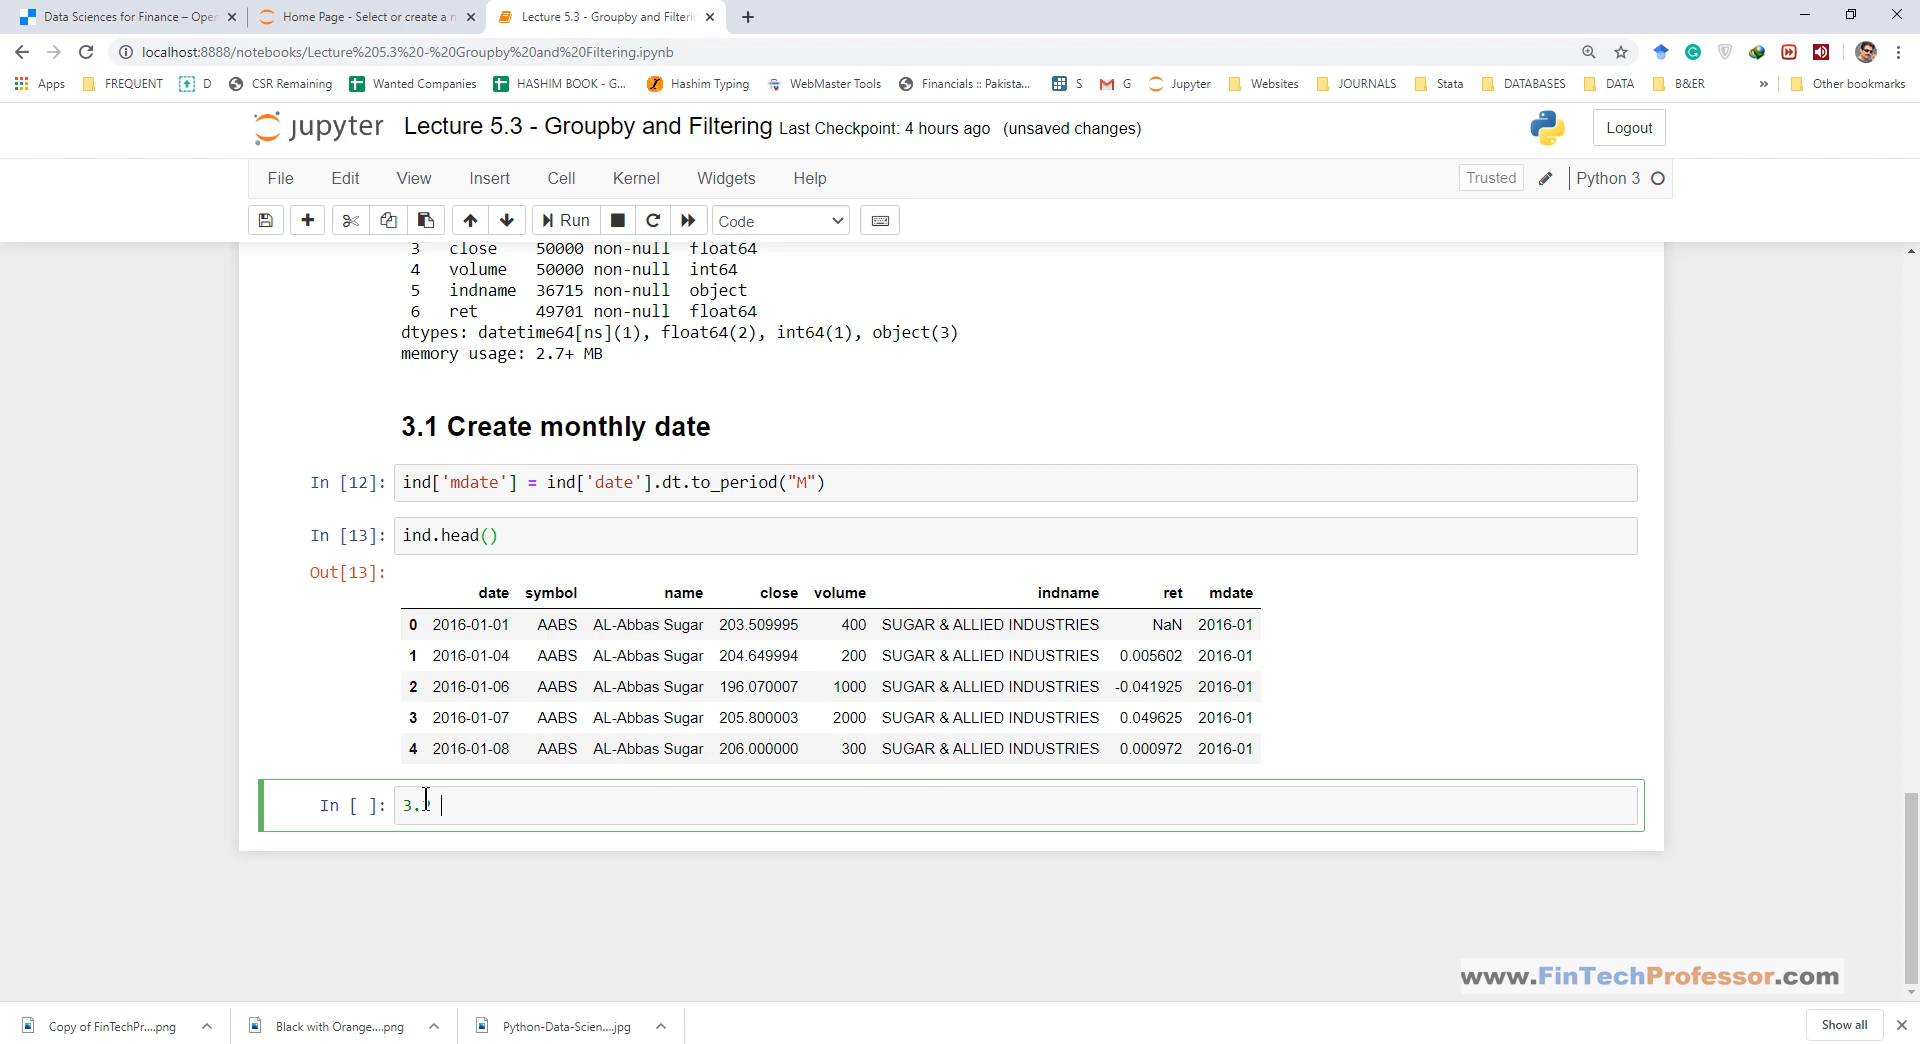 Data Sciences for Finance – Oper
Home Page - Select or create a n
Lecture 5.3 - Groupby and Filterin
localhost:8888/notebooks/Lecture%205.3%20-%20Groupby%20and%20Filtering.ipynb
Apps FREQUENT D CSR Remaining Wanted Companies HASHIM BOOK - G... Hashim Typing WebMaster Tools Financials :: Pakista... S G Jupyter Websites JOURNALS Stata DATABASES DATA B&ER » Other bookmarks
jupyter Lecture 5.3 - Groupby and Filtering Last Checkpoint: 4 hours ago (unsaved changes) Logout
File Edit View Insert Cell Kernel Widgets Help Trusted Python 3
Run Code
3 close 50000 non-null float64
4 volume 50000 non-null int64
5 indname 36715 non-null object
6 ret 49701 non-null float64
dtypes: datetime64[ns](1), float64(2), int64(1), object(3)
memory usage: 2.7+ MB
3.1 Create monthly date
In [12]: ind['mdate'] = ind['date'].dt.to_period("M")
In [13]: ind.head()
Out[13]:
date symbol name close volume indname ret mdate
0 2016-01-01 AABS AL-Abbas Sugar 203.509995 400 SUGAR & ALLIED INDUSTRIES NaN 2016-01
1 2016-01-04 AABS AL-Abbas Sugar 204.649994 200 SUGAR & ALLIED INDUSTRIES 0.005602 2016-01
2 2016-01-06 AABS AL-Abbas Sugar 196.070007 1000 SUGAR & ALLIED INDUSTRIES -0.041925 2016-01
3 2016-01-07 AABS AL-Abbas Sugar 205.800003 2000 SUGAR & ALLIED INDUSTRIES 0.049625 2016-01
4 2016-01-08 AABS AL-Abbas Sugar 206.000000 300 SUGAR & ALLIED INDUSTRIES 0.000972 2016-01
In [ ]: 3.
www.FinTechProfessor.com
Copy of FinTechPr....png
Black with Orange....png
Python-Data-Scien....jpg
Show all